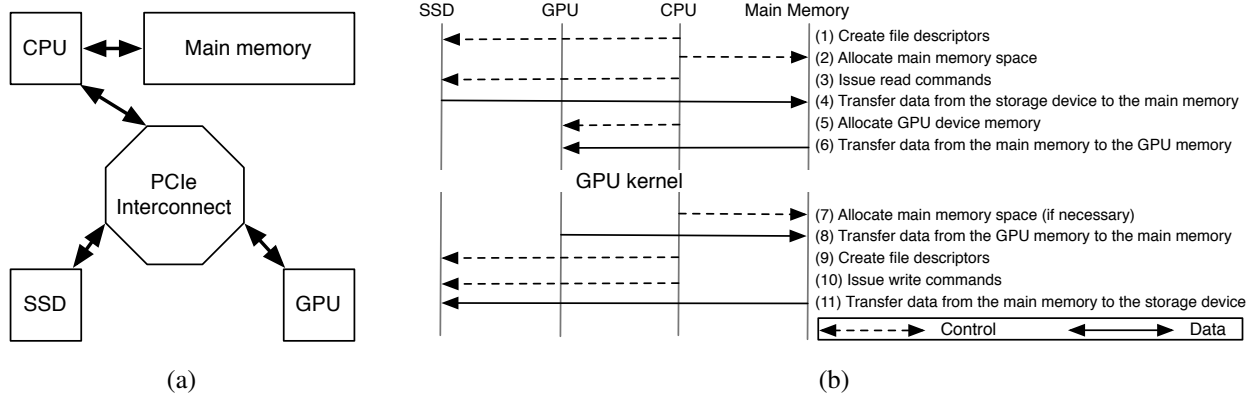 CPU
Main memory
PCIe
Interconnect
SSD
GPU
(a)
SSD GPU CPU Main Memory
(1) Create file descriptors
(2) Allocate main memory space
(3) Issue read commands
(4) Transfer data from the storage device to the main memory
(5) Allocate GPU device memory
(6) Transfer data from the main memory to the GPU memory
GPU kernel
(7) Allocate main memory space (if necessary)
(8) Transfer data from the GPU memory to the main memory
(9) Create file descriptors
(10) Issue write commands
(11) Transfer data from the main memory to the storage device
Control Data
(b)